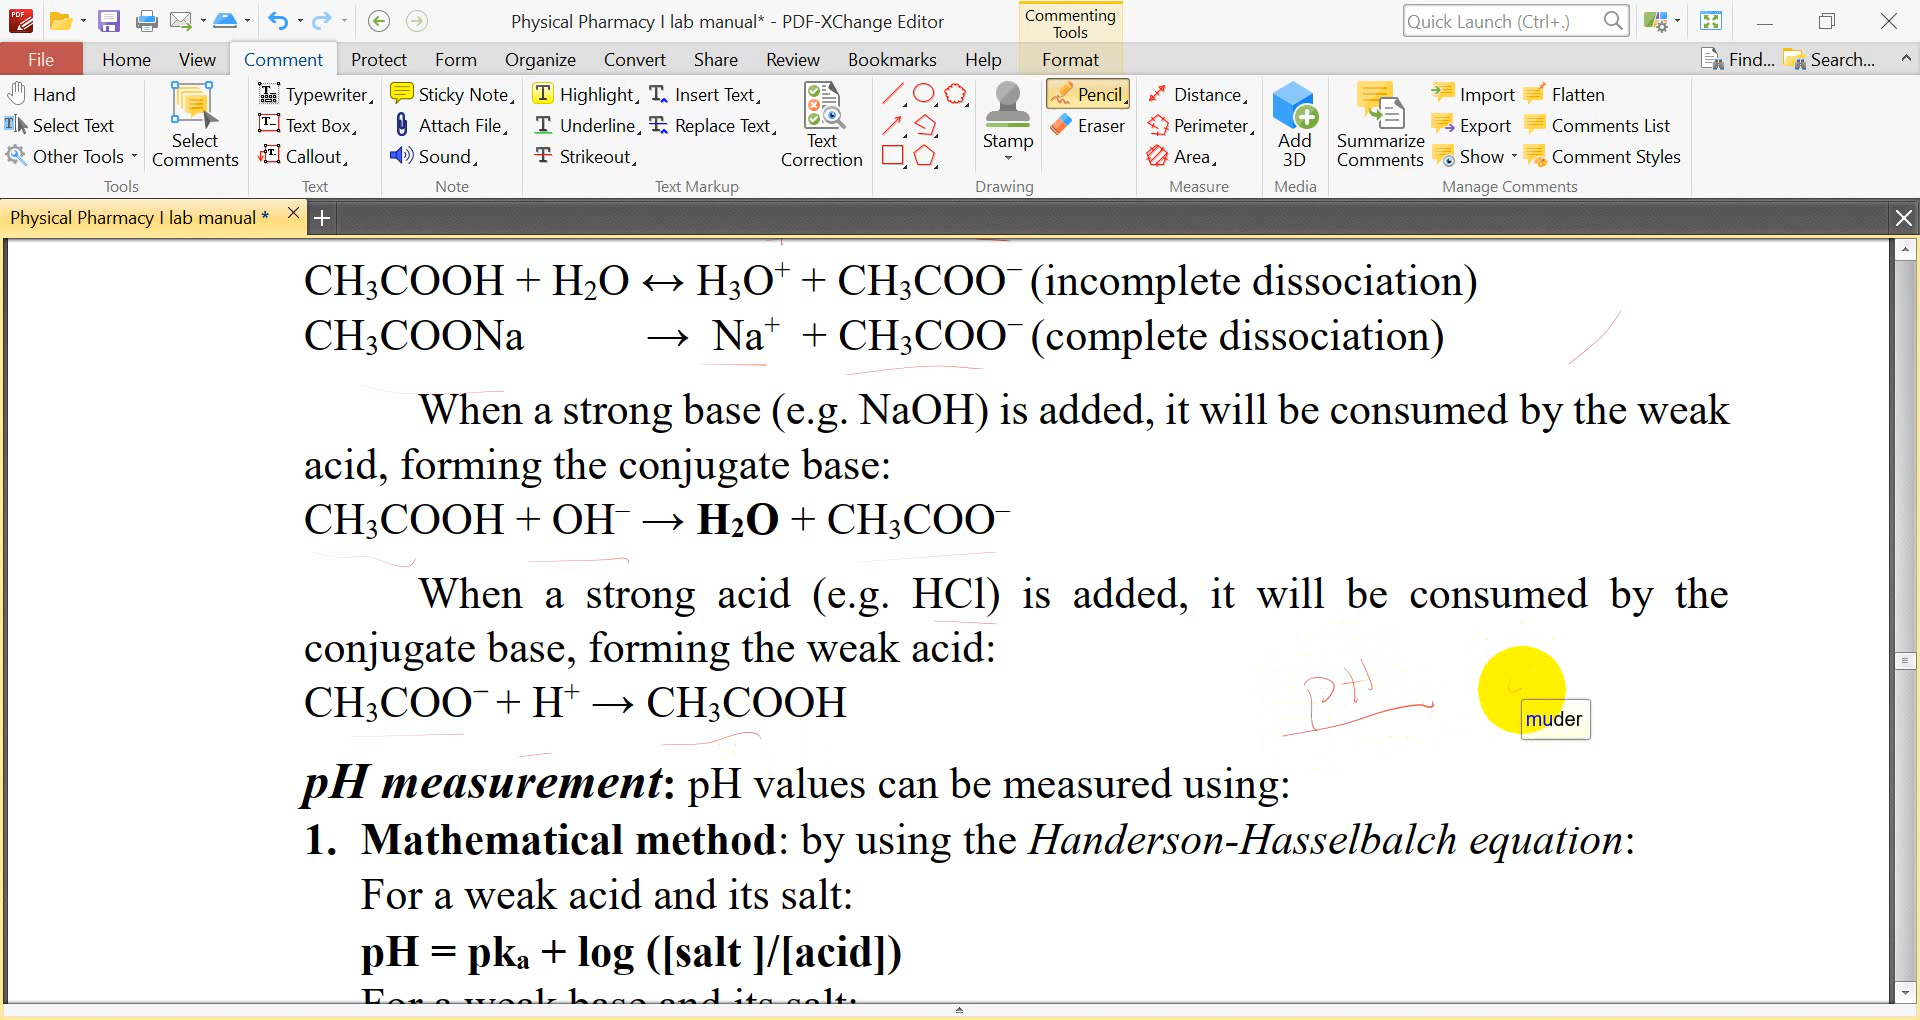 Physical Pharmacy I lab manual* - PDF-XChange Editor
Commenting Tools
Quick Launch (Ctrl+.)
File Home View Comment Protect Form Organize Convert Share Review Bookmarks Help Format Find... Search...
Hand
Select Text
Other Tools
Select Comments
Typewriter
Text Box
Callout
Sticky Note
Attach File
Sound
Highlight
Underline
Strikeout
Insert Text
Replace Text
Text Correction
Stamp
Pencil
Eraser
Distance
Perimeter
Area
Add 3D
Summarize Comments
Import
Export
Show
Flatten
Comments List
Comment Styles
Tools Text Note Text Markup Drawing Measure Media Manage Comments
Physical Pharmacy I lab manual *
CH₃COOH + H₂O ↔ H₃O⁺ + CH₃COO⁻ (incomplete dissociation)
CH₃COONa → Na⁺ + CH₃COO⁻ (complete dissociation)
When a strong base (e.g. NaOH) is added, it will be consumed by the weak
acid, forming the conjugate base:
CH₃COOH + OH⁻ → H₂O + CH₃COO⁻
When a strong acid (e.g. HCl) is added, it will be consumed by the
conjugate base, forming the weak acid:
CH₃COO⁻ + H⁺ → CH₃COOH
pH
muder
pH measurement: pH values can be measured using:
1. Mathematical method: by using the Handerson-Hasselbalch equation:
For a weak acid and its salt:
pH = pkₐ + log ([salt ]/[acid])
For a weak base and its salt: